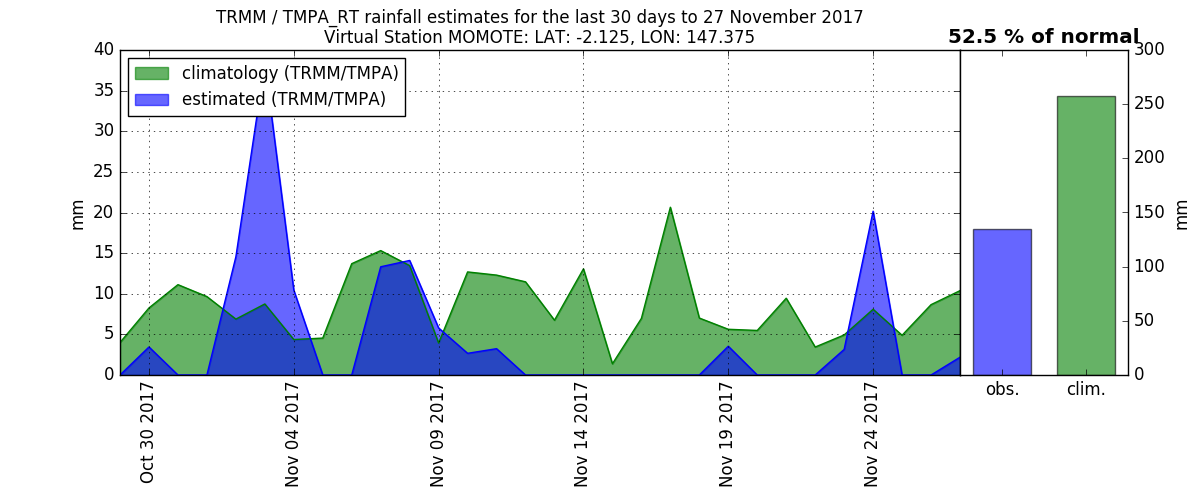 TRMM / TMPA_RT rainfall estimates for the last 30 days to 27 November 2017
Virtual Station MOMOTE: LAT: -2.125, LON: 147.375
52.5 % of normal
climatology (TRMM/TMPA)
estimated (TRMM/TMPA)
40
35
30
25
20
15
10
5
0
mm
Oct 30 2017
Nov 04 2017
Nov 09 2017
Nov 14 2017
Nov 19 2017
Nov 24 2017
obs.
clim.
300
250
200
150
100
50
0
mm